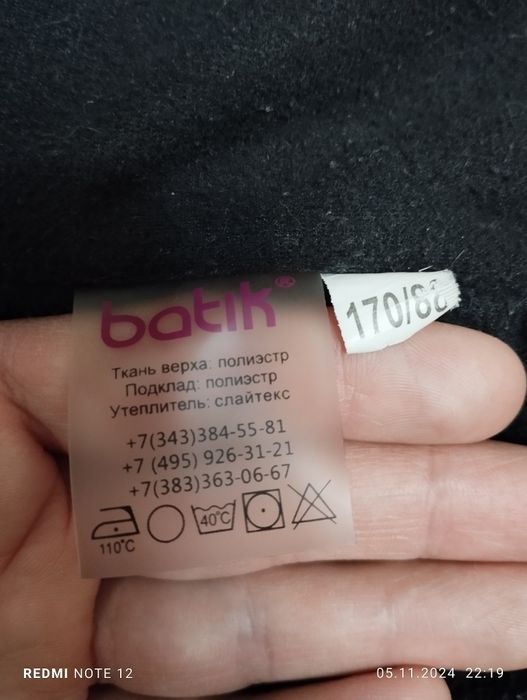 batik®
170/88
Ткань верха: полиэстр
Подклад: полиэстр
Утеплитель: слайтекс
+7(343)384-55-81
+7 (495) 926-31-21
+7(383)363-06-67
40°C
110°C
REDMI NOTE 12
05.11.2024 22:19